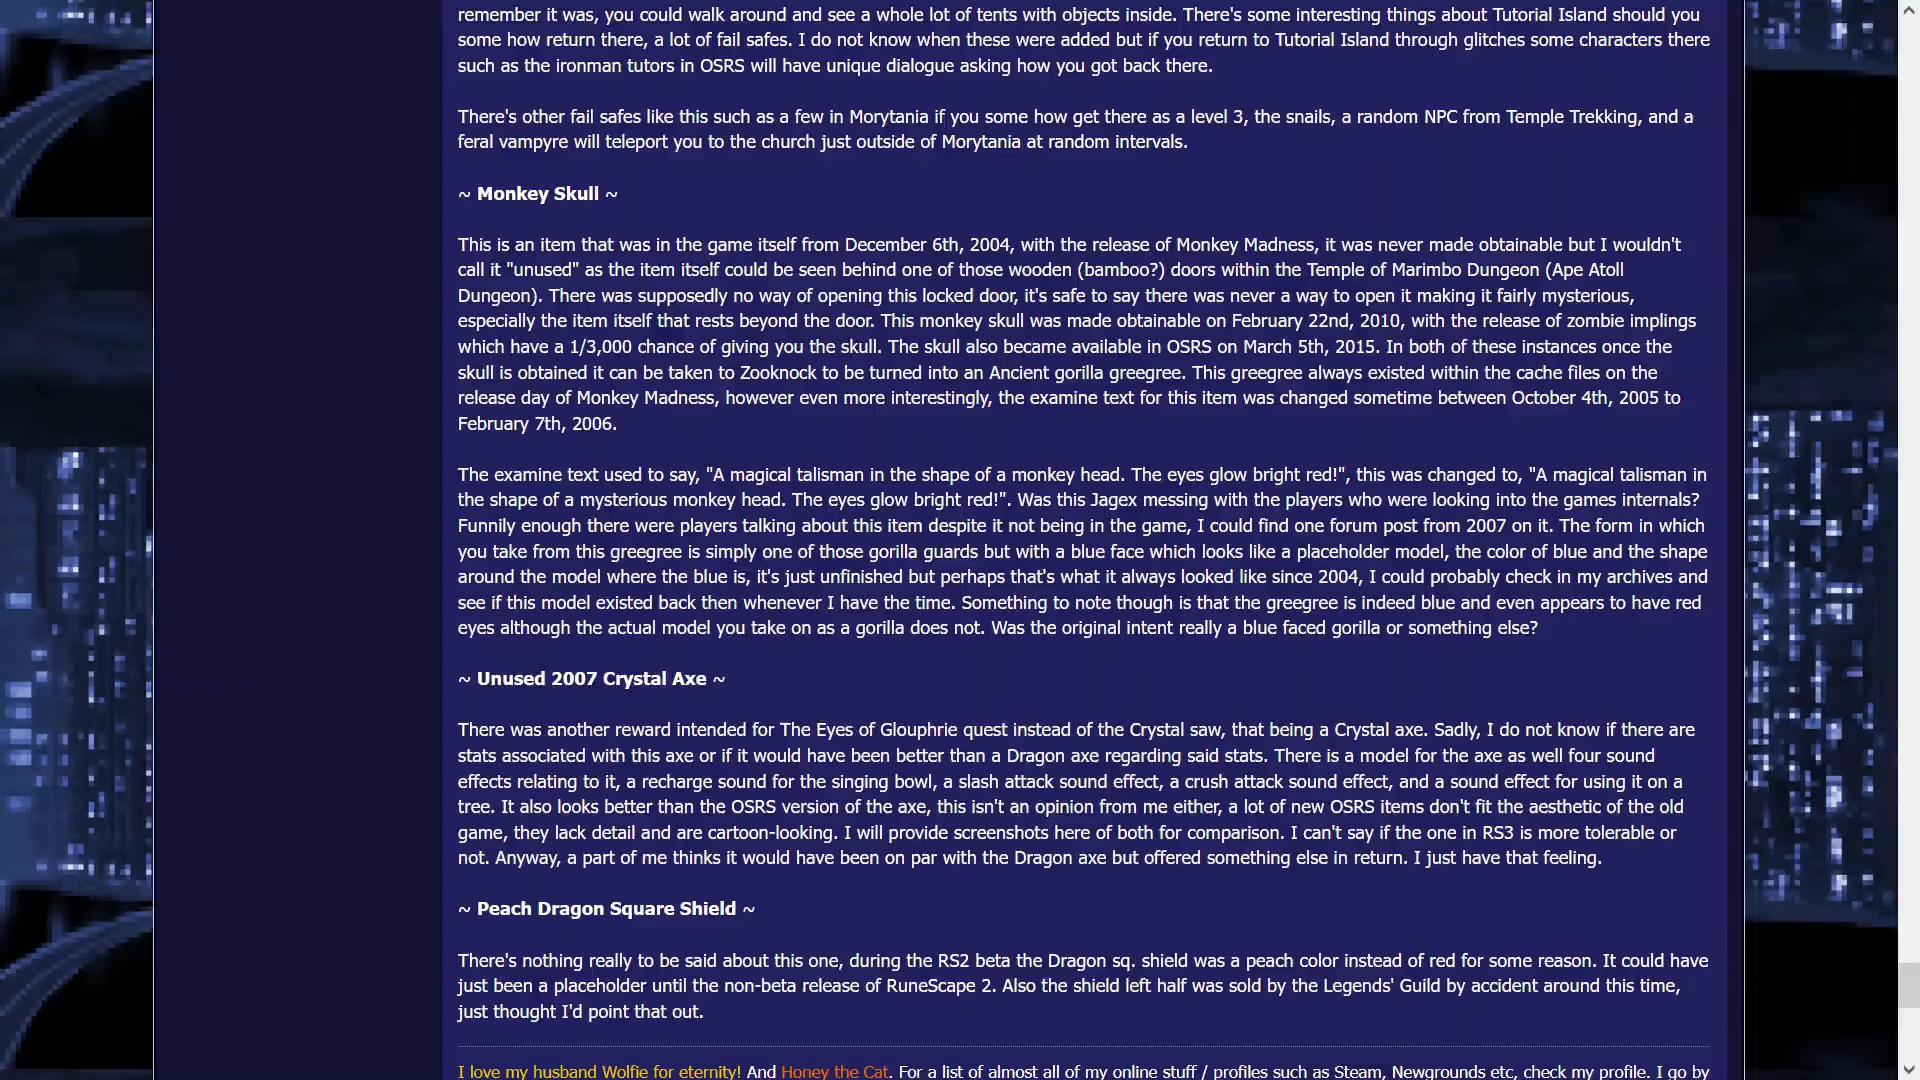 remember it was, you could walk around and see a whole lot of tents with objects inside. There's some interesting things about Tutorial Island should you
some how return there, a lot of fail safes. I do not know when these were added but if you return to Tutorial Island through glitches some characters there
such as the ironman tutors in OSRS will have unique dialogue asking how you got back there.
There's other fail safes like this such as a few in Morytania if you some how get there as a level 3, the snails, a random NPC from Temple Trekking, and a
feral vampyre will teleport you to the church just outside of Morytania at random intervals.
~ Monkey Skull ~
This is an item that was in the game itself from December 6th, 2004, with the release of Monkey Madness, it was never made obtainable but I wouldn't
call it "unused" as the item itself could be seen behind one of those wooden (bamboo?) doors within the Temple of Marimbo Dungeon (Ape Atoll
Dungeon). There was supposedly no way of opening this locked door, it's safe to say there was never a way to open it making it fairly mysterious,
especially the item itself that rests beyond the door. This monkey skull was made obtainable on February 22nd, 2010, with the release of zombie implings
which have a 1/3,000 chance of giving you the skull. The skull also became available in OSRS on March 5th, 2015. In both of these instances once the
skull is obtained it can be taken to Zooknock to be turned into an Ancient gorilla greegree. This greegree always existed within the cache files on the
release day of Monkey Madness, however even more interestingly, the examine text for this item was changed sometime between October 4th, 2005 to
February 7th, 2006.
The examine text used to say, "A magical talisman in the shape of a monkey head. The eyes glow bright red!", this was changed to, "A magical talisman in
the shape of a mysterious monkey head. The eyes glow bright red!". Was this Jagex messing with the players who were looking into the games internals?
Funnily enough there were players talking about this item despite it not being in the game, I could find one forum post from 2007 on it. The form in which
you take from this greegree is simply one of those gorilla guards but with a blue face which looks like a placeholder model, the color of blue and the shape
around the model where the blue is, it's just unfinished but perhaps that's what it always looked like since 2004, I could probably check in my archives and
see if this model existed back then whenever I have the time. Something to note though is that the greegree is indeed blue and even appears to have red
eyes although the actual model you take on as a gorilla does not. Was the original intent really a blue faced gorilla or something else?
~ Unused 2007 Crystal Axe ~
There was another reward intended for The Eyes of Glouphrie quest instead of the Crystal saw, that being a Crystal axe. Sadly, I do not know if there are
stats associated with this axe or if it would have been better than a Dragon axe regarding said stats. There is a model for the axe as well four sound
effects relating to it, a recharge sound for the singing bowl, a slash attack sound effect, a crush attack sound effect, and a sound effect for using it on a
tree. It also looks better than the OSRS version of the axe, this isn't an opinion from me either, a lot of new OSRS items don't fit the aesthetic of the old
game, they lack detail and are cartoon-looking. I will provide screenshots here of both for comparison. I can't say if the one in RS3 is more tolerable or
not. Anyway, a part of me thinks it would have been on par with the Dragon axe but offered something else in return. I just have that feeling.
~ Peach Dragon Square Shield ~
There's nothing really to be said about this one, during the RS2 beta the Dragon sq. shield was a peach color instead of red for some reason. It could have
just been a placeholder until the non-beta release of RuneScape 2. Also the shield left half was sold by the Legends' Guild by accident around this time,
just thought I'd point that out.
I love my husband Wolfie for eternity! And Honey the Cat. For a list of almost all of my online stuff / profiles such as Steam, Newgrounds etc, check my profile. I go by